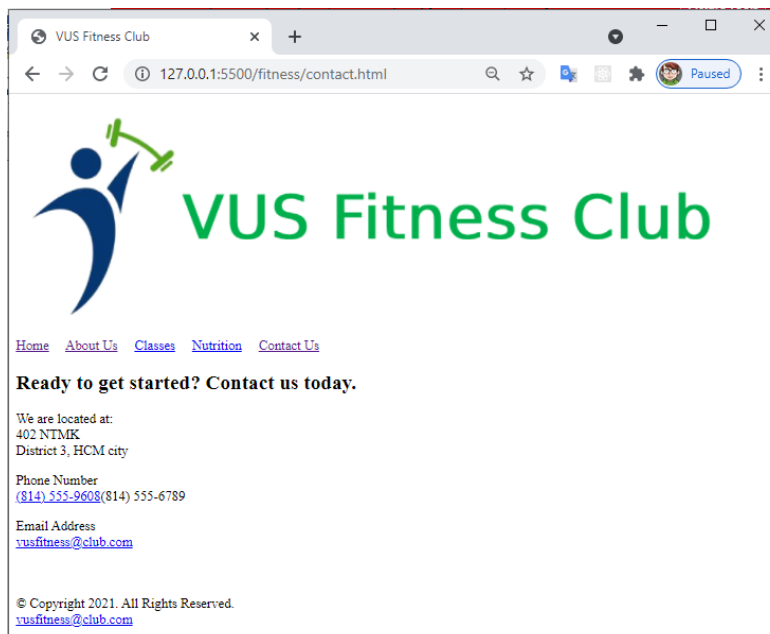 VUS Fitness Club
127.0.0.1:5500/fitness/contact.html
Paused
VUS Fitness Club
Home About Us Classes Nutrition Contact Us
Ready to get started? Contact us today.
We are located at:
402 NTMK
District 3, HCM city
Phone Number
(814) 555-9608(814) 555-6789
Email Address
vusfitness@club.com
© Copyright 2021. All Rights Reserved.
vusfitness@club.com